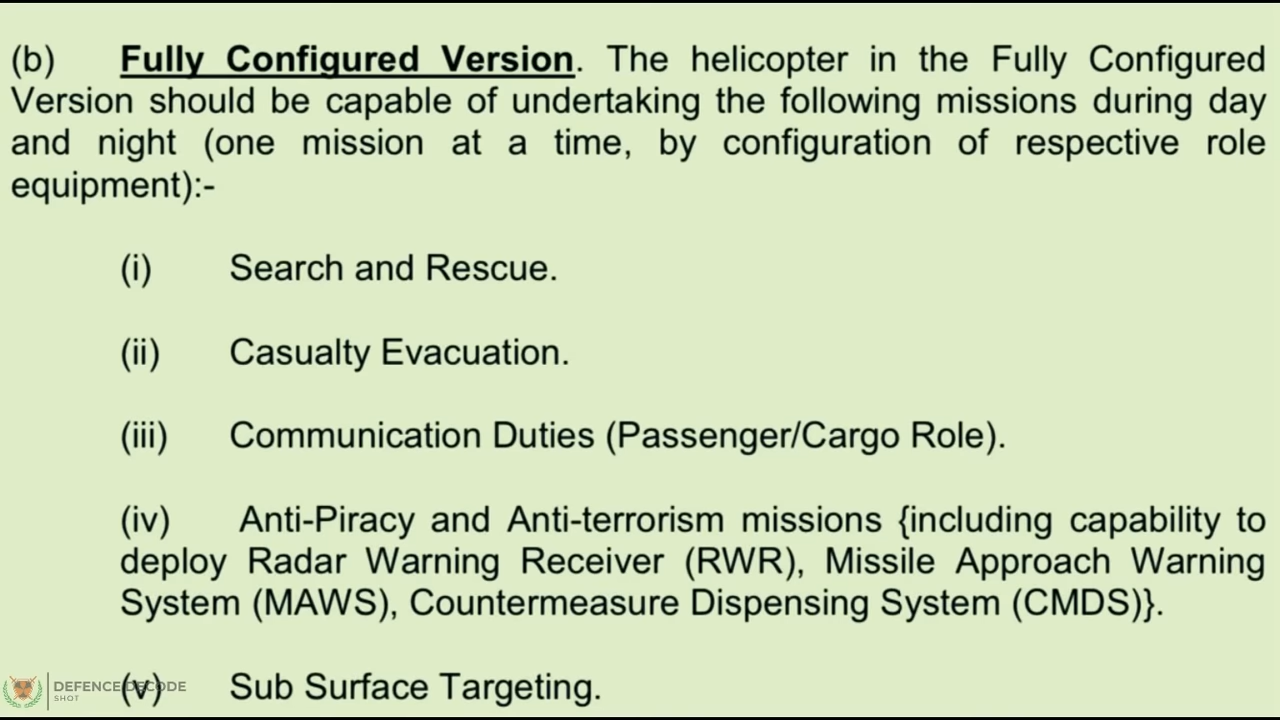 (b) Fully Configured Version. The helicopter in the Fully Configured
Version should be capable of undertaking the following missions during day
and night (one mission at a time, by configuration of respective role
equipment):-
(i) Search and Rescue.
(ii) Casualty Evacuation.
(iii) Communication Duties (Passenger/Cargo Role).
(iv) Anti-Piracy and Anti-terrorism missions {including capability to
deploy Radar Warning Receiver (RWR), Missile Approach Warning
System (MAWS), Countermeasure Dispensing System (CMDS)}.
(v) Sub Surface Targeting.
DEFENCE DECODE
SHOT